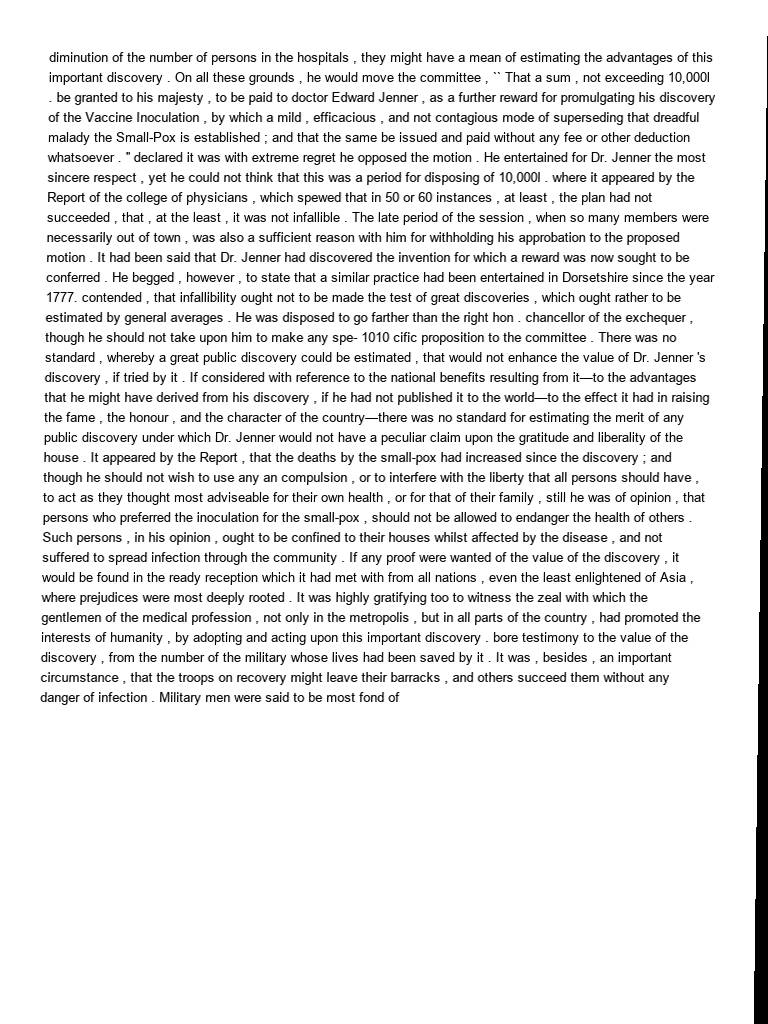 diminution of the number of persons in the hospitals , they might have a mean of estimating the advantages of this
important discovery . On all these grounds , he would move the committee , `` That a sum , not exceeding 10,000l
. be granted to his majesty , to be paid to doctor Edward Jenner , as a further reward for promulgating his discovery
of the Vaccine Inoculation , by which a mild , efficacious , and not contagious mode of superseding that dreadful
malady the Small-Pox is established ; and that the same be issued and paid without any fee or other deduction
whatsoever . " declared it was with extreme regret he opposed the motion . He entertained for Dr. Jenner the most
sincere respect , yet he could not think that this was a period for disposing of 10,000l . where it appeared by the
Report of the college of physicians , which spewed that in 50 or 60 instances , at least , the plan had not
succeeded , that , at the least , it was not infallible . The late period of the session , when so many members were
necessarily out of town , was also a sufficient reason with him for withholding his approbation to the proposed
motion . It had been said that Dr. Jenner had discovered the invention for which a reward was now sought to be
conferred . He begged , however , to state that a similar practice had been entertained in Dorsetshire since the year
1777. contended , that infallibility ought not to be made the test of great discoveries , which ought rather to be
estimated by general averages . He was disposed to go farther than the right hon . chancellor of the exchequer ,
though he should not take upon him to make any spe- 1010 cific proposition to the committee . There was no
standard , whereby a great public discovery could be estimated , that would not enhance the value of Dr. Jenner 's
discovery , if tried by it . If considered with reference to the national benefits resulting from it—to the advantages
that he might have derived from his discovery , if he had not published it to the world—to the effect it had in raising
the fame , the honour , and the character of the country—there was no standard for estimating the merit of any
public discovery under which Dr. Jenner would not have a peculiar claim upon the gratitude and liberality of the
house . It appeared by the Report , that the deaths by the small-pox had increased since the discovery ; and
though he should not wish to use any an compulsion , or to interfere with the liberty that all persons should have ,
to act as they thought most adviseable for their own health , or for that of their family , still he was of opinion , that
persons who preferred the inoculation for the small-pox , should not be allowed to endanger the health of others .
Such persons , in his opinion , ought to be confined to their houses whilst affected by the disease , and not
suffered to spread infection through the community . If any proof were wanted of the value of the discovery , it
would be found in the ready reception which it had met with from all nations , even the least enlightened of Asia ,
where prejudices were most deeply rooted . It was highly gratifying too to witness the zeal with which the
gentlemen of the medical profession , not only in the metropolis , but in all parts of the country , had promoted the
interests of humanity , by adopting and acting upon this important discovery . bore testimony to the value of the
discovery , from the number of the military whose lives had been saved by it . It was , besides , an important
circumstance , that the troops on recovery might leave their barracks , and others succeed them without any
danger of infection . Military men were said to be most fond of